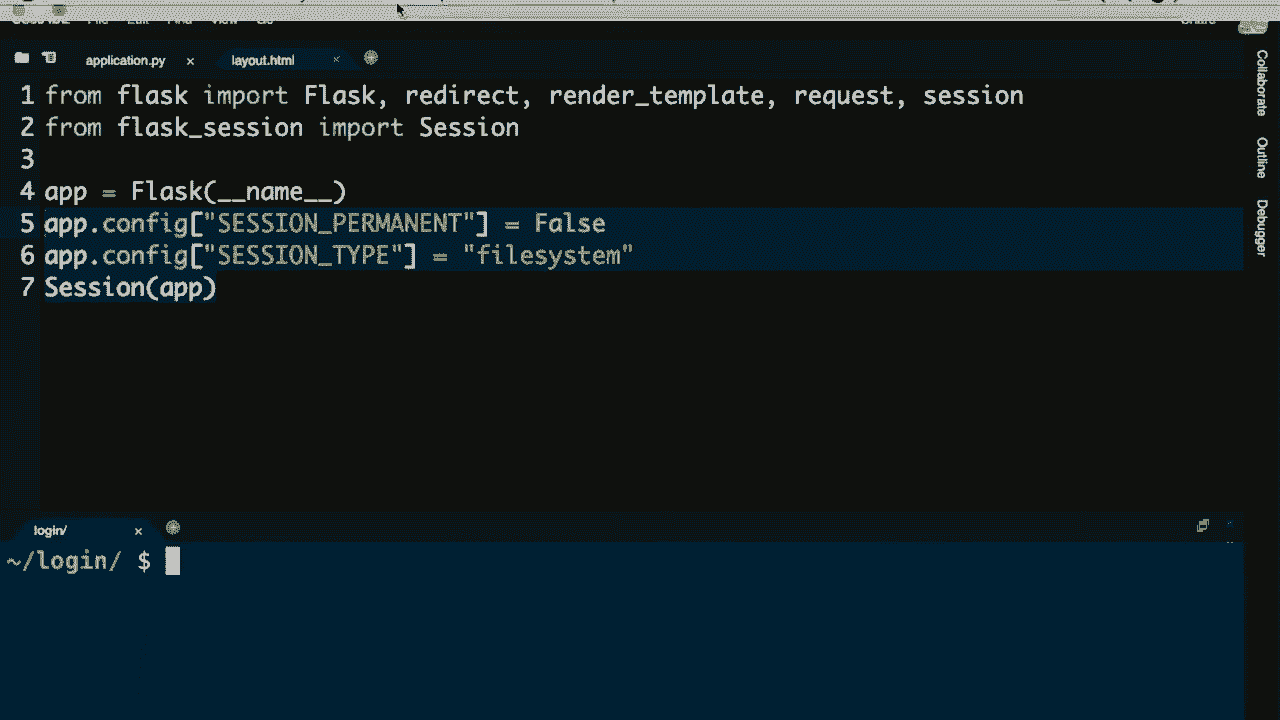 application.py × layout.html ×
1 from flask import Flask, redirect, render_template, request, session
2 from flask_session import Session
3
4 app = Flask(__name__)
5 app.config["SESSION_PERMANENT"] = False
6 app.config["SESSION_TYPE"] = "filesystem"
7 Session(app)
Collaborate
Outline
Debugger
login/ ×
~/login/ $